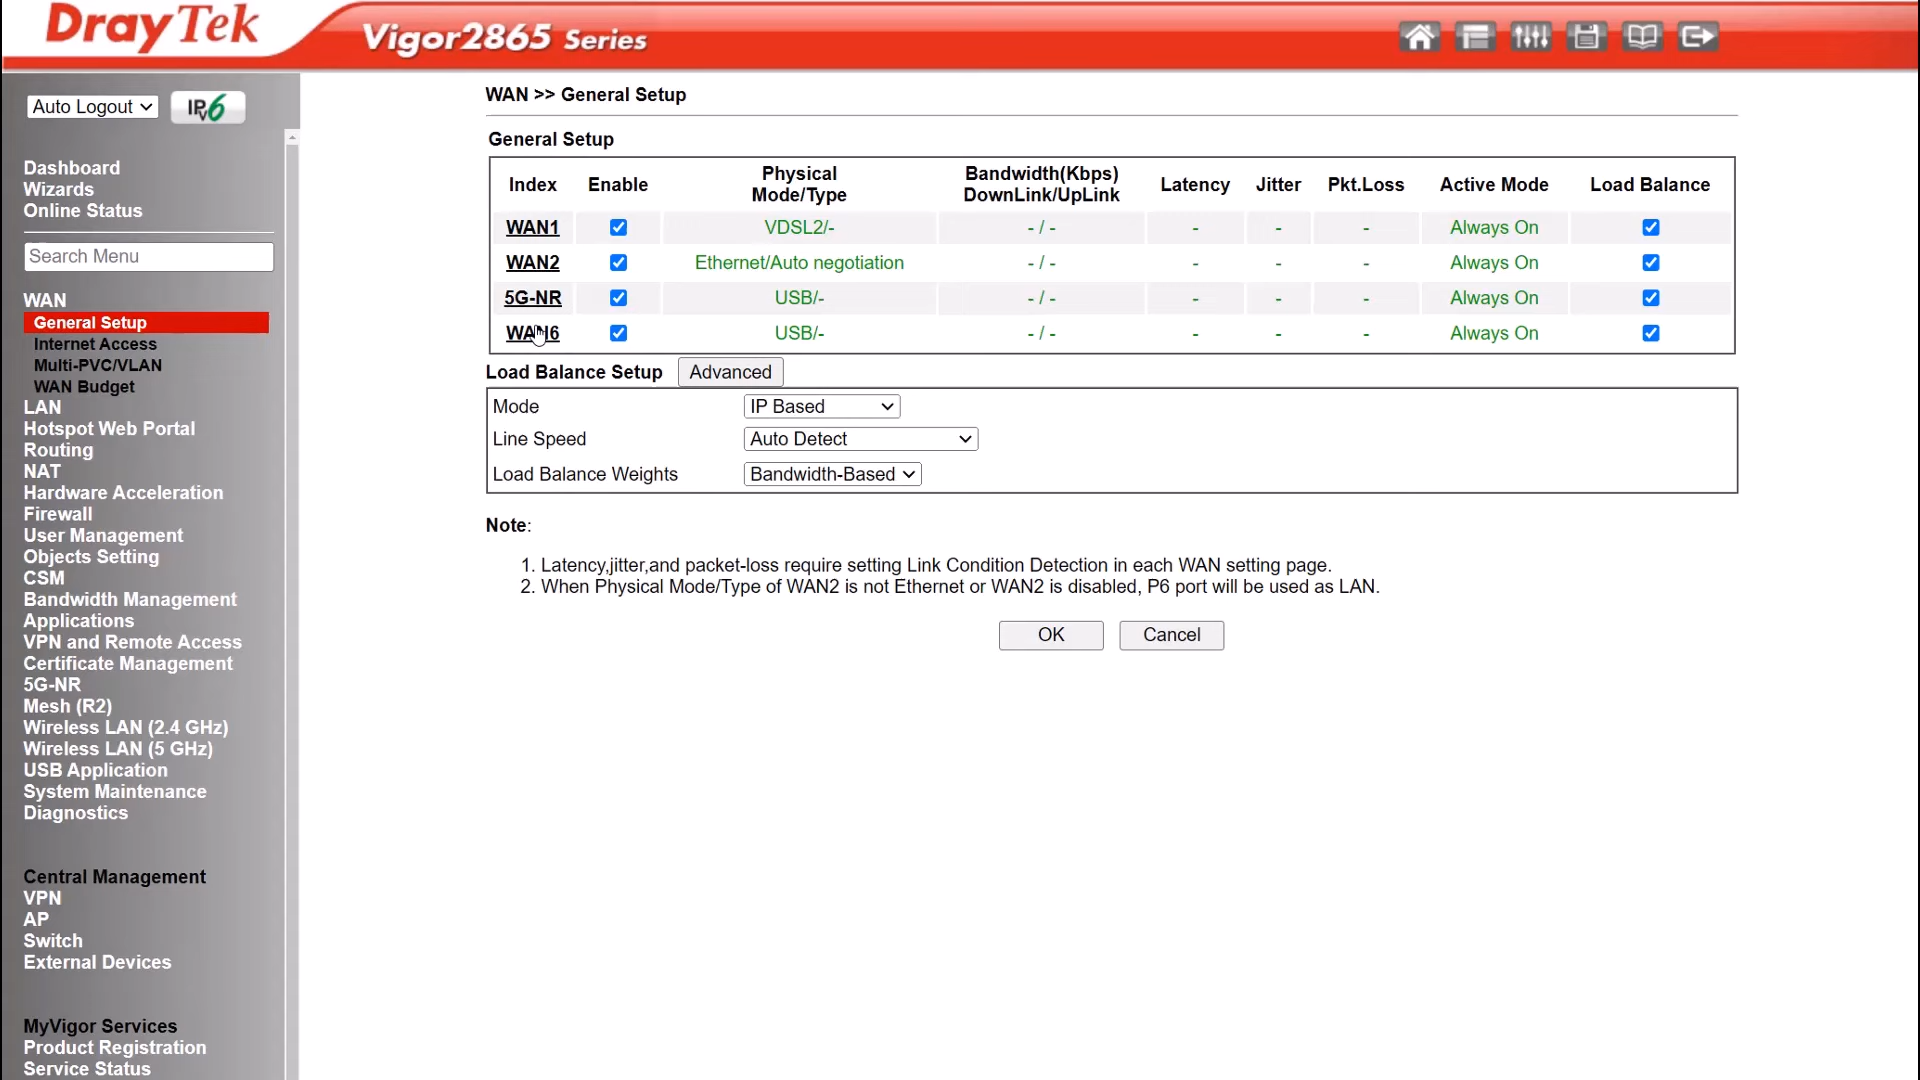 DrayTek
Vigor2865 Series
Auto Logout
IPv6
Dashboard
Wizards
Online Status
Search Menu
WAN
General Setup
Internet Access
Multi-PVC/VLAN
WAN Budget
LAN
Hotspot Web Portal
Routing
NAT
Hardware Acceleration
Firewall
User Management
Objects Setting
CSM
Bandwidth Management
Applications
VPN and Remote Access
Certificate Management
5G-NR
Mesh (R2)
Wireless LAN (2.4 GHz)
Wireless LAN (5 GHz)
USB Application
System Maintenance
Diagnostics
Central Management
VPN
AP
Switch
External Devices
MyVigor Services
Product Registration
Service Status
WAN >> General Setup
General Setup
Index Enable Physical Mode/Type Bandwidth(Kbps) DownLink/UpLink Latency Jitter Pkt.Loss Active Mode Load Balance
WAN1 VDSL2/- - / - - - - Always On
WAN2 Ethernet/Auto negotiation - / - - - - Always On
5G-NR USB/- - / - - - - Always On
WAN6 USB/- - / - - - - Always On
Load Balance Setup Advanced
Mode IP Based
Line Speed Auto Detect
Load Balance Weights Bandwidth-Based
Note:
1. Latency,jitter,and packet-loss require setting Link Condition Detection in each WAN setting page.
2. When Physical Mode/Type of WAN2 is not Ethernet or WAN2 is disabled, P6 port will be used as LAN.
OK Cancel